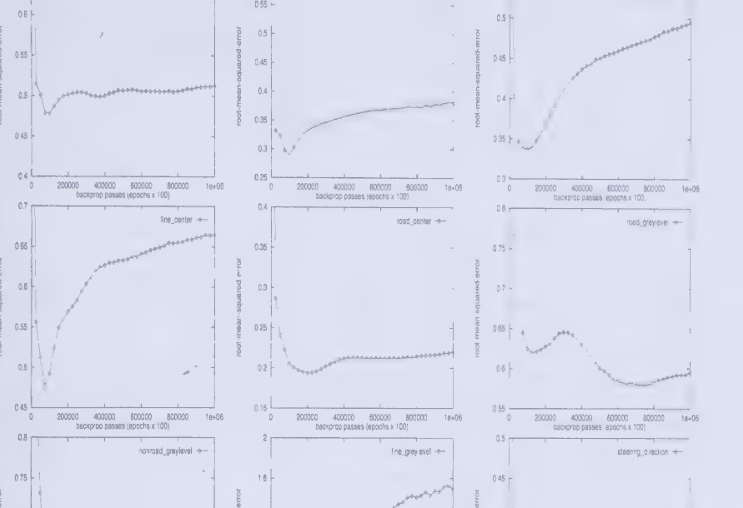 0.6
0.55
0.5
0.45
0.4
0 200000 400000 600000 800000 1e+06
backprop passes (epochs x 100)
0.55
0.5
0.45
0.4
0.35
0.3
0.25
root-mean-squared-error
0 200000 400000 600000 800000 1e+06
backprop passes (epochs x 100)
0.5
0.45
0.4
0.35
0.3
root-mean-squared-error
0 200000 400000 600000 800000 1e+06
backprop passes (epochs x 100)
0.7
0.65
0.6
0.55
0.5
0.45
line_center
0 200000 400000 600000 800000 1e+06
backprop passes (epochs x 100)
0.4
0.35
0.3
0.25
0.2
0.15
root-mean-squared-error
road_center
0 200000 400000 600000 800000 1e+06
backprop passes (epochs x 100)
0.8
0.75
0.7
0.65
0.6
0.55
root-mean-squared-error
road_greylevel
0 200000 400000 600000 800000 1e+06
backprop passes (epochs x 100)
0.8
0.75
nonroad_greylevel
2
1.8
error
line_greylevel
0.5
0.45
error
steering_direction